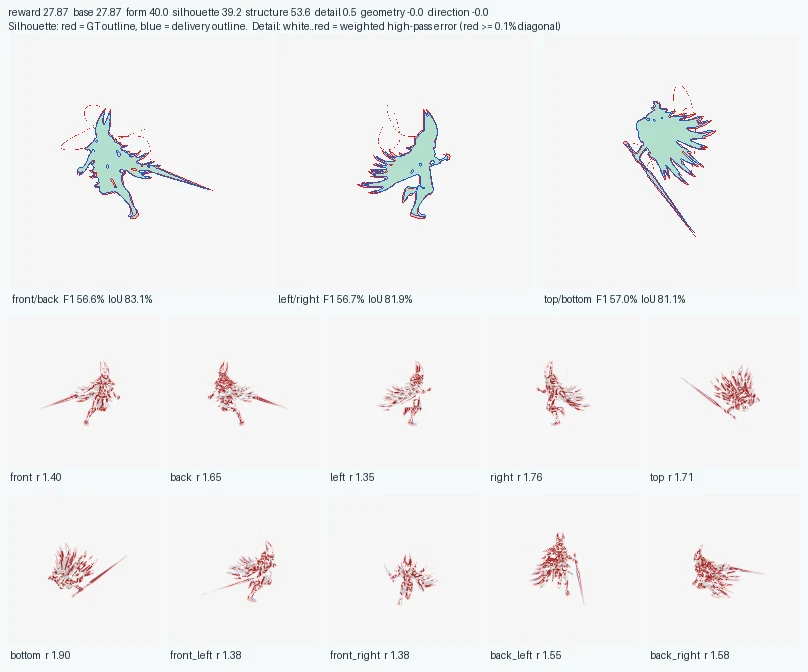 reward 27.87 base 27.87 form 40.0 silhouette 39.2 structure 53.6 detail 0.5 geometry -0.0 direction -0.0
Silhouette: red = GT outline, blue = delivery outline. Detail: white..red = weighted high-pass error (red >= 0.1% diagonal)
front/back F1 56.6% IoU 83.1%
left/right F1 56.7% IoU 81.9%
top/bottom F1 57.0% IoU 81.1%
front r 1.40
back r 1.65
left r 1.35
right r 1.76
top r 1.71
bottom r 1.90
front_left r 1.38
front_right r 1.38
back_left r 1.55
back_right r 1.58